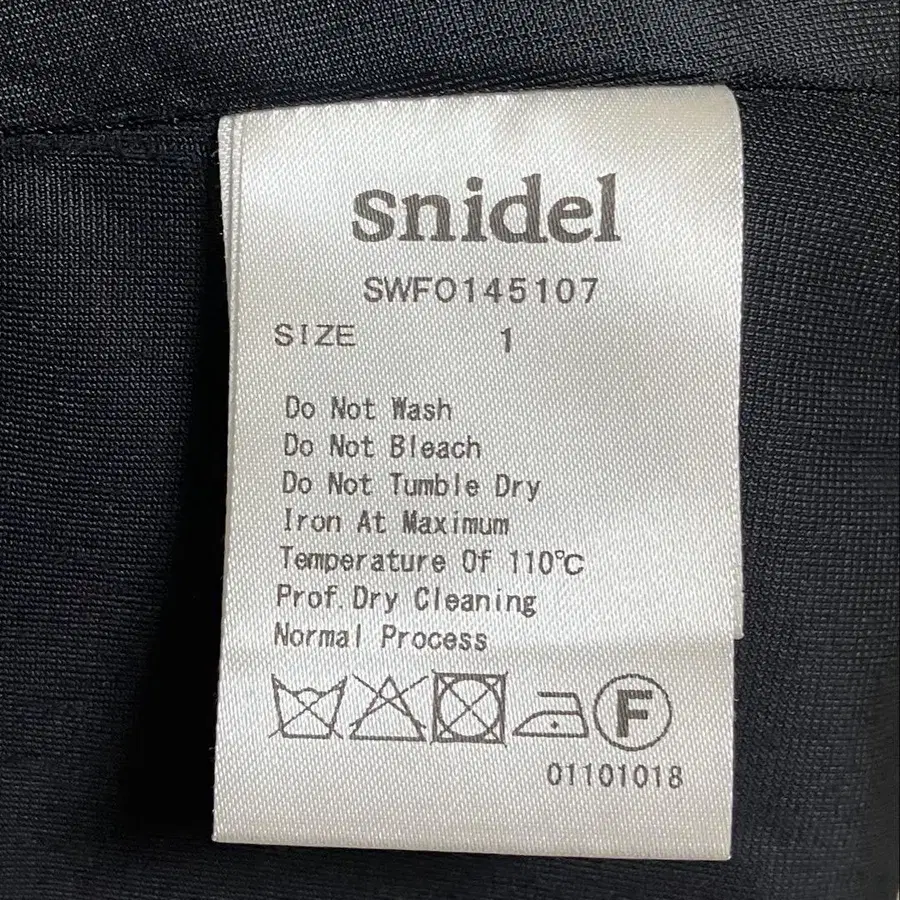 snidel
SWFO145107
SIZE 1
Do Not Wash
Do Not Bleach
Do Not Tumble Dry
Iron At Maximum
Temperature Of 110℃
Prof.Dry Cleaning
Normal Process
F
01101018